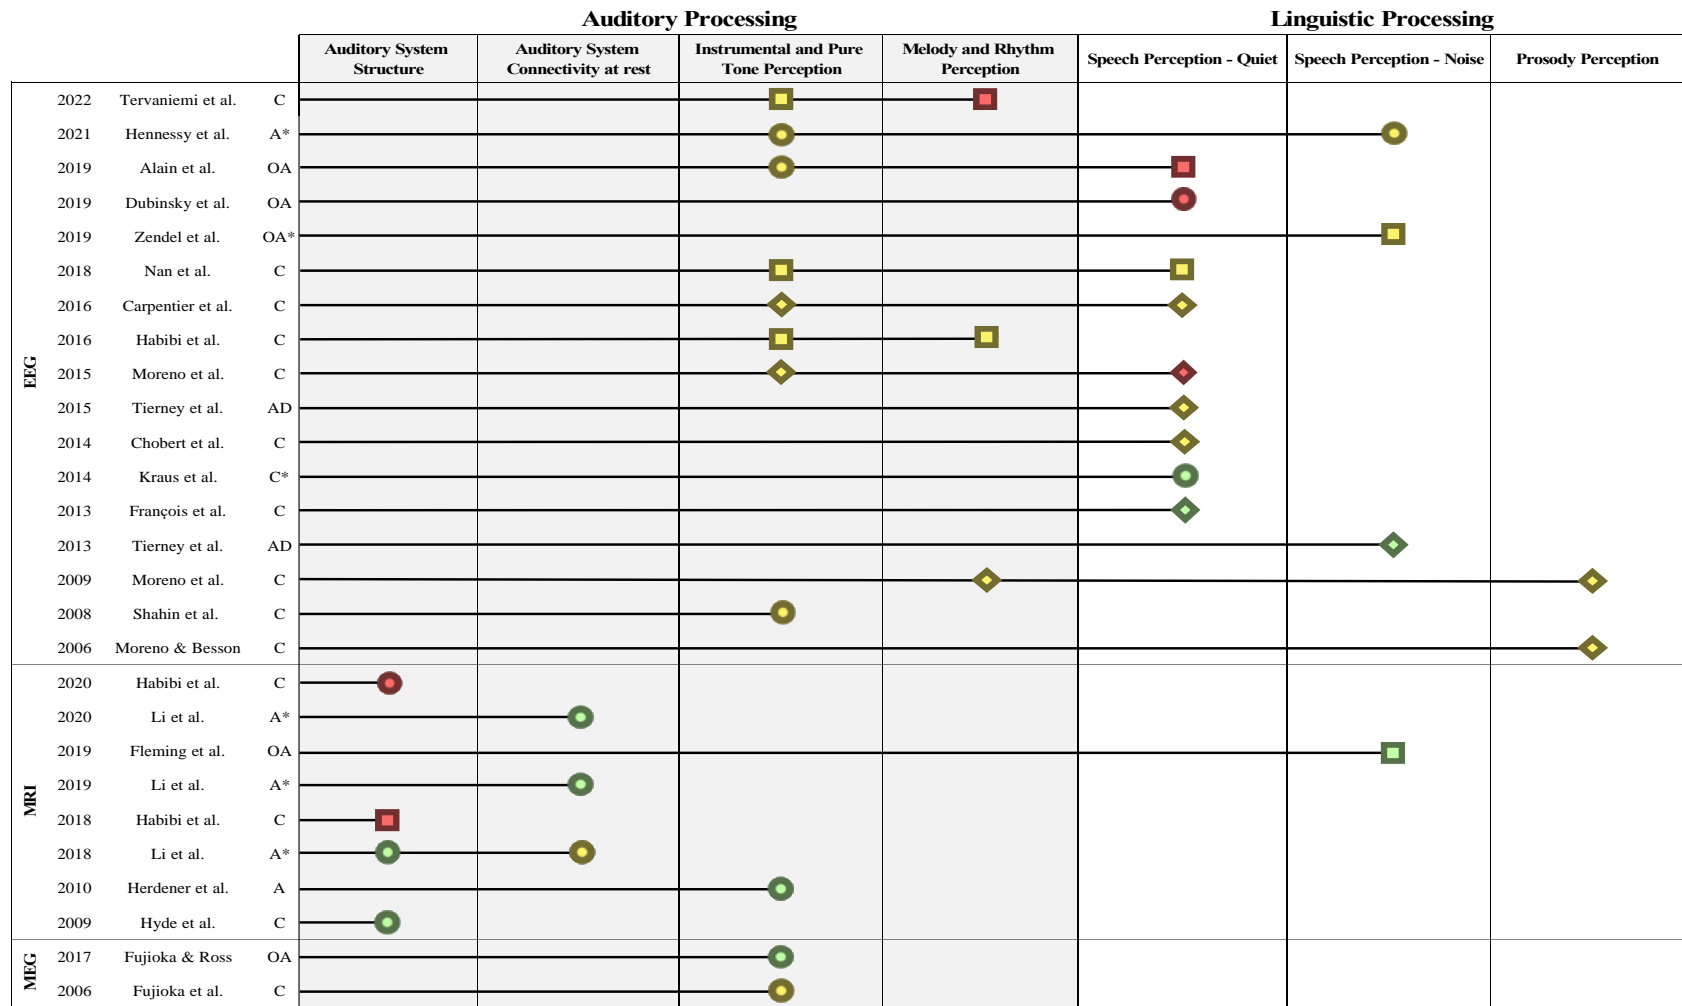 Auditory Processing
Linguistic Processing
Auditory System
Structure
Auditory System
Connectivity at rest
Instrumental and Pure
Tone Perception
Melody and Rhythm
Perception
Speech Perception - Quiet
Speech Perception - Noise
Prosody Perception
EEG
2022 Tervaniemi et al. C
2021 Hennessy et al. A*
2019 Alain et al. OA
2019 Dubinsky et al. OA
2019 Zendel et al. OA*
2018 Nan et al. C
2016 Carpentier et al. C
2016 Habibi et al. C
2015 Moreno et al. C
2015 Tierney et al. AD
2014 Chobert et al. C
2014 Kraus et al. C*
2013 François et al. C
2013 Tierney et al. AD
2009 Moreno et al. C
2008 Shahin et al. C
2006 Moreno & Besson C
MRI
2020 Habibi et al. C
2020 Li et al. A*
2019 Fleming et al. OA
2019 Li et al. A*
2018 Habibi et al. C
2018 Li et al. A*
2010 Herdener et al. A
2009 Hyde et al. C
MEG
2017 Fujioka & Ross OA
2006 Fujioka et al. C